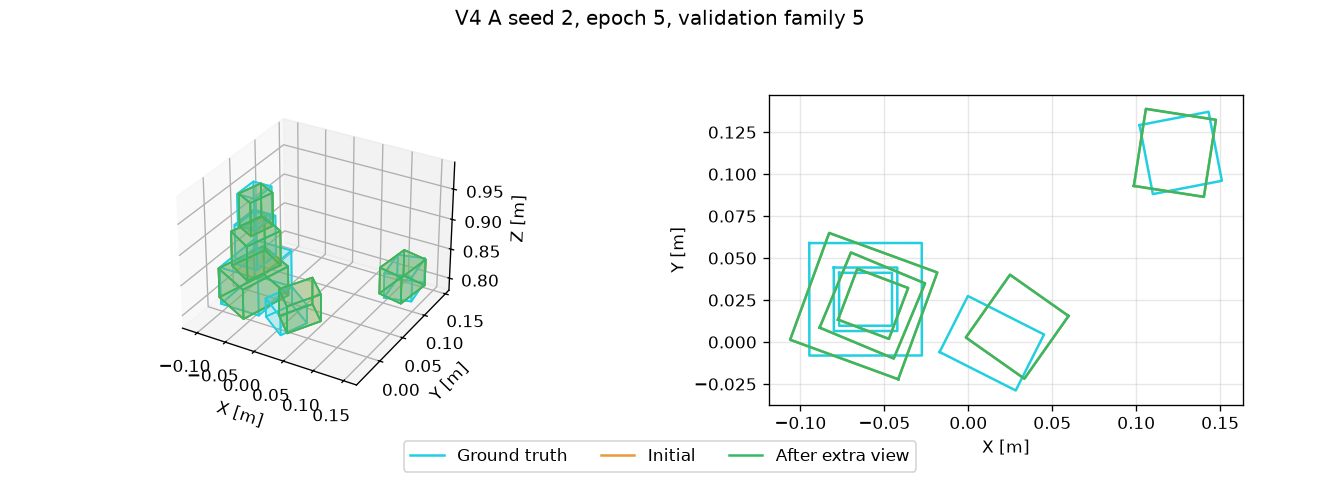 V4 A seed 2, epoch 5, validation family 5
0.95
0.90
0.85
0.80
Z [m]
−0.10
−0.05
0.00
0.05
0.10
0.15
X [m]
0.00
0.05
0.10
0.15
Y [m]
0.125
0.100
0.075
0.050
0.025
0.000
−0.025
Y [m]
−0.10 −0.05 0.00 0.05 0.10 0.15
X [m]
Ground truth Initial After extra view